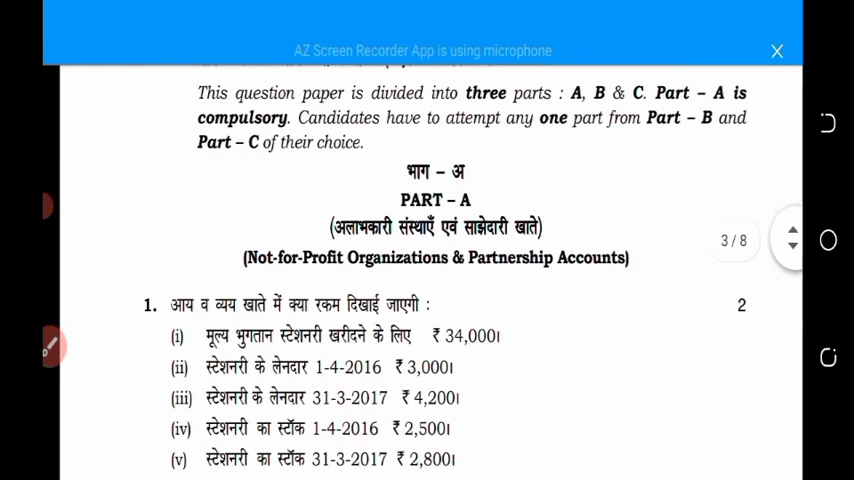 AZ Screen Recorder App is using microphone
This question paper is divided into three parts : A, B & C. Part – A is
compulsory. Candidates have to attempt any one part from Part – B and
Part – C of their choice.
भाग – अ
PART – A
(अलाभकारी संस्थाएँ एवं साझेदारी खाते)
(Not-for-Profit Organizations & Partnership Accounts)
3 / 8
1. आय व व्यय खाते में क्या रकम दिखाई जाएगी : 2
(i) मूल्य भुगतान स्टेशनरी खरीदने के लिए ₹ 34,000।
(ii) स्टेशनरी के लेनदार 1-4-2016 ₹ 3,000।
(iii) स्टेशनरी के लेनदार 31-3-2017 ₹ 4,200।
(iv) स्टेशनरी का स्टॉक 1-4-2016 ₹ 2,500।
(v) स्टेशनरी का स्टॉक 31-3-2017 ₹ 2,800।